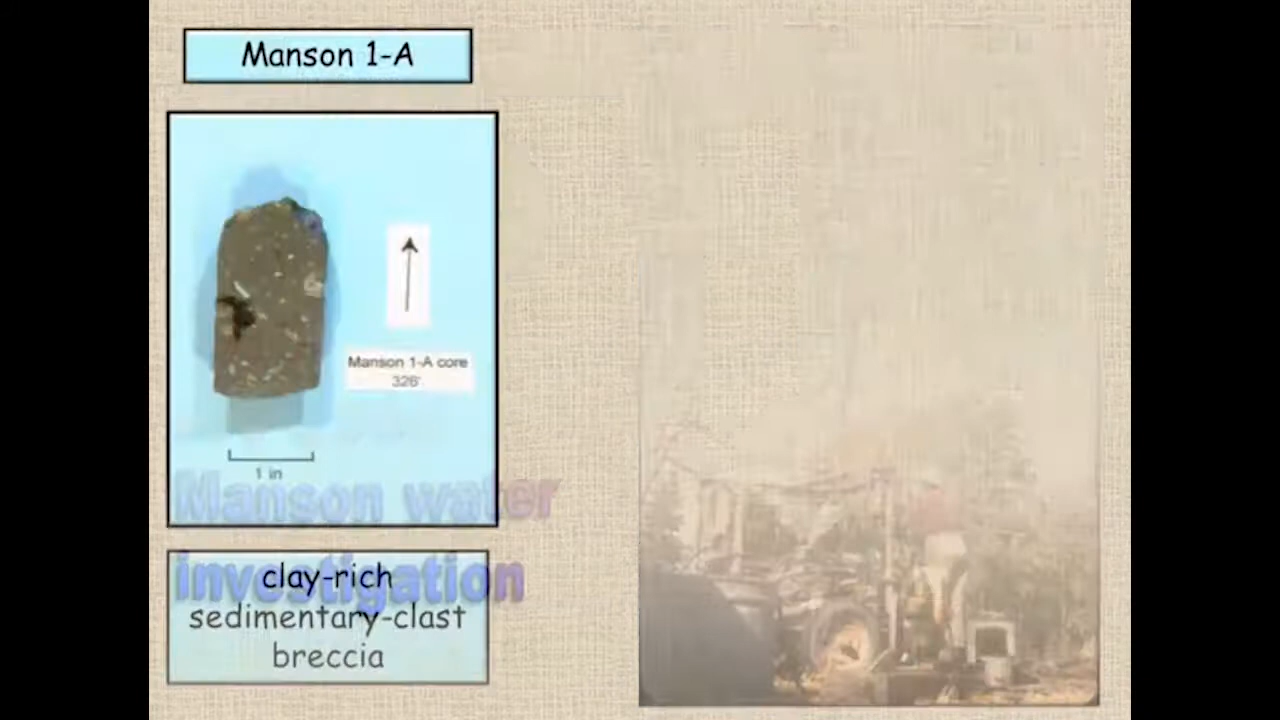 Manson 1-A
Manson 1-A core
326'
1 in
Manson water
investigation
clay-rich
sedimentary-clast
breccia